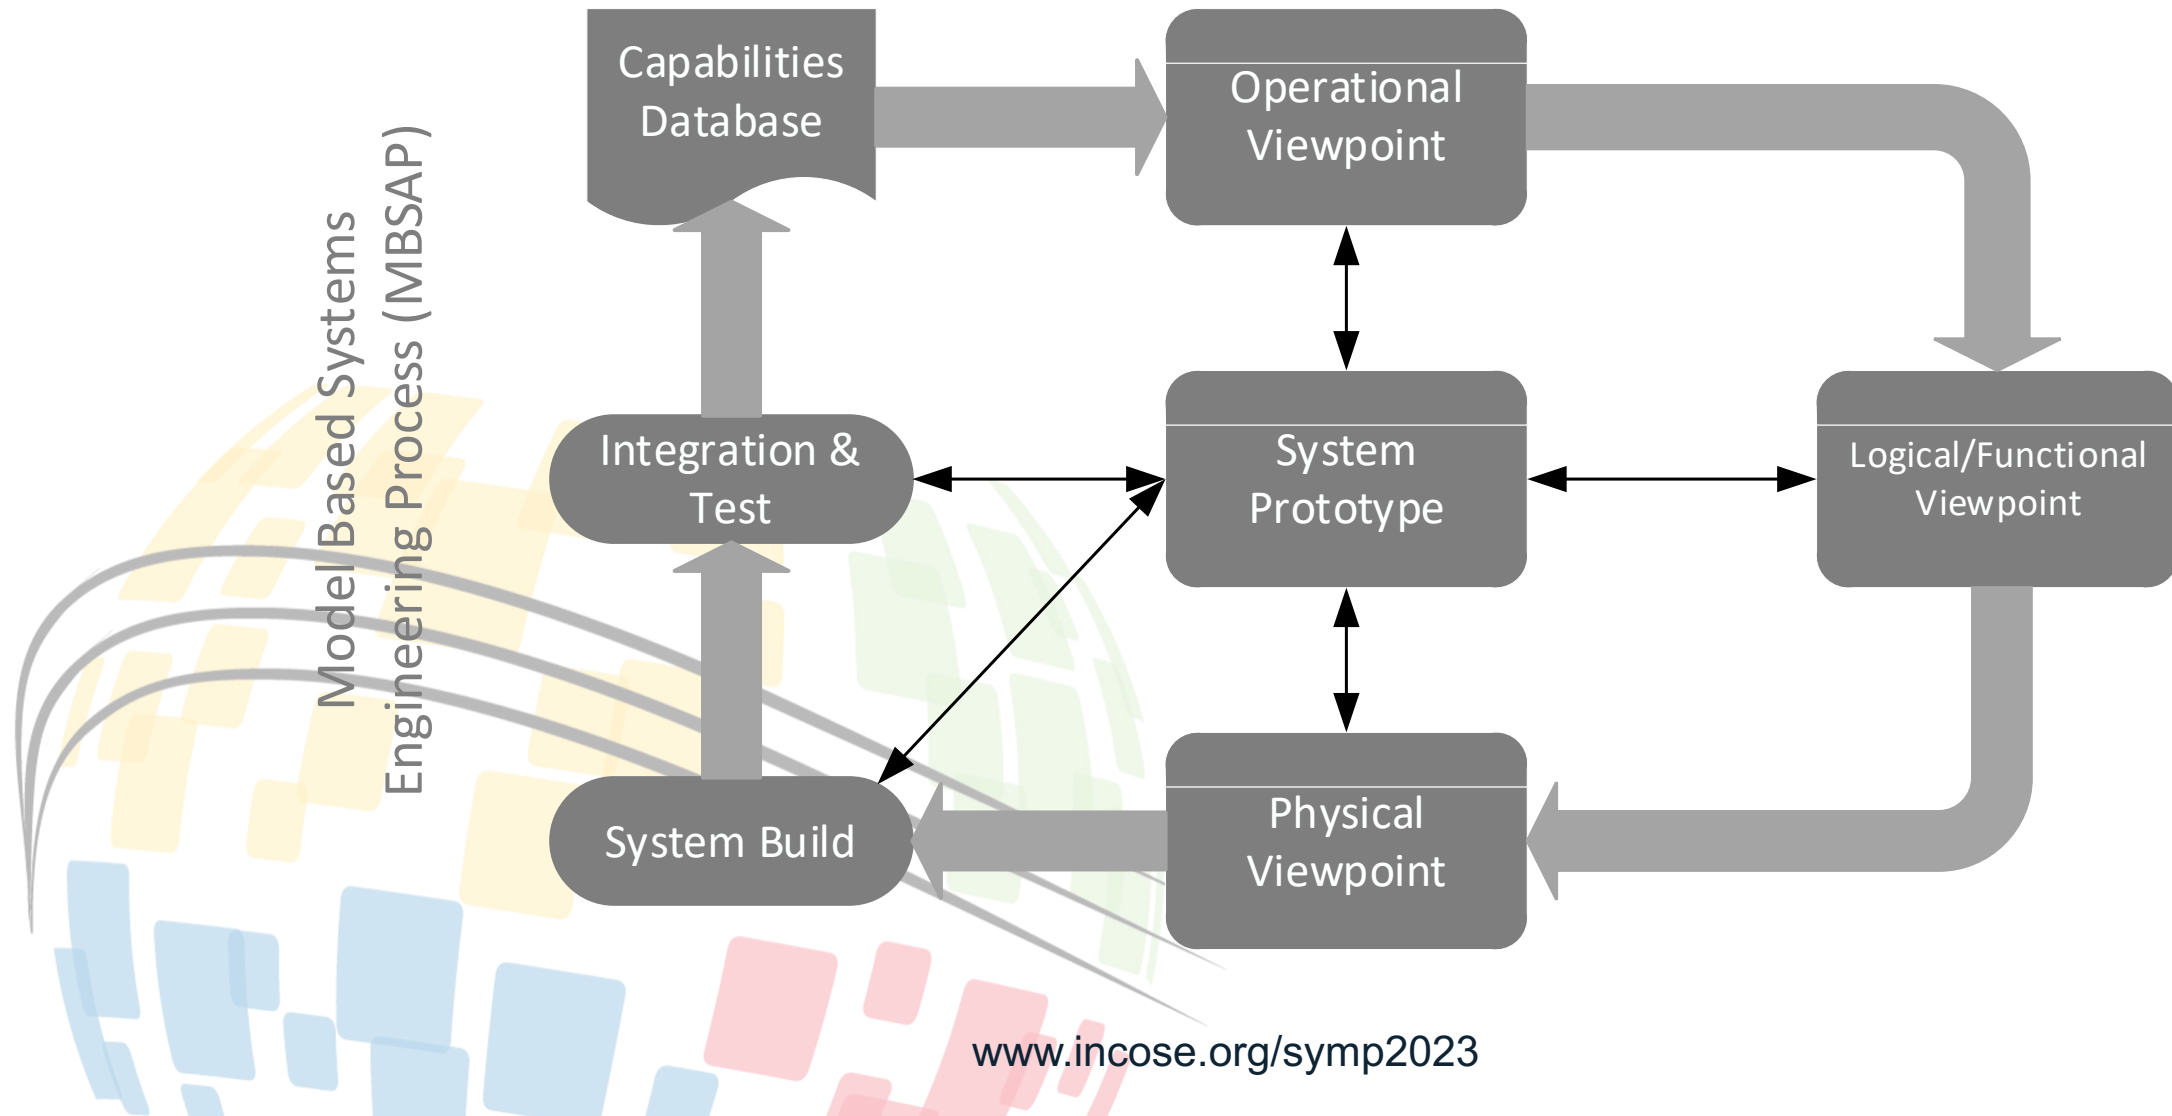 Model Based Systems
Engineering Process (MBSAP)
Capabilities
Database
Operational
Viewpoint
Integration &
Test
System
Prototype
Logical/Functional
Viewpoint
System Build
Physical
Viewpoint
www.incose.org/symp2023